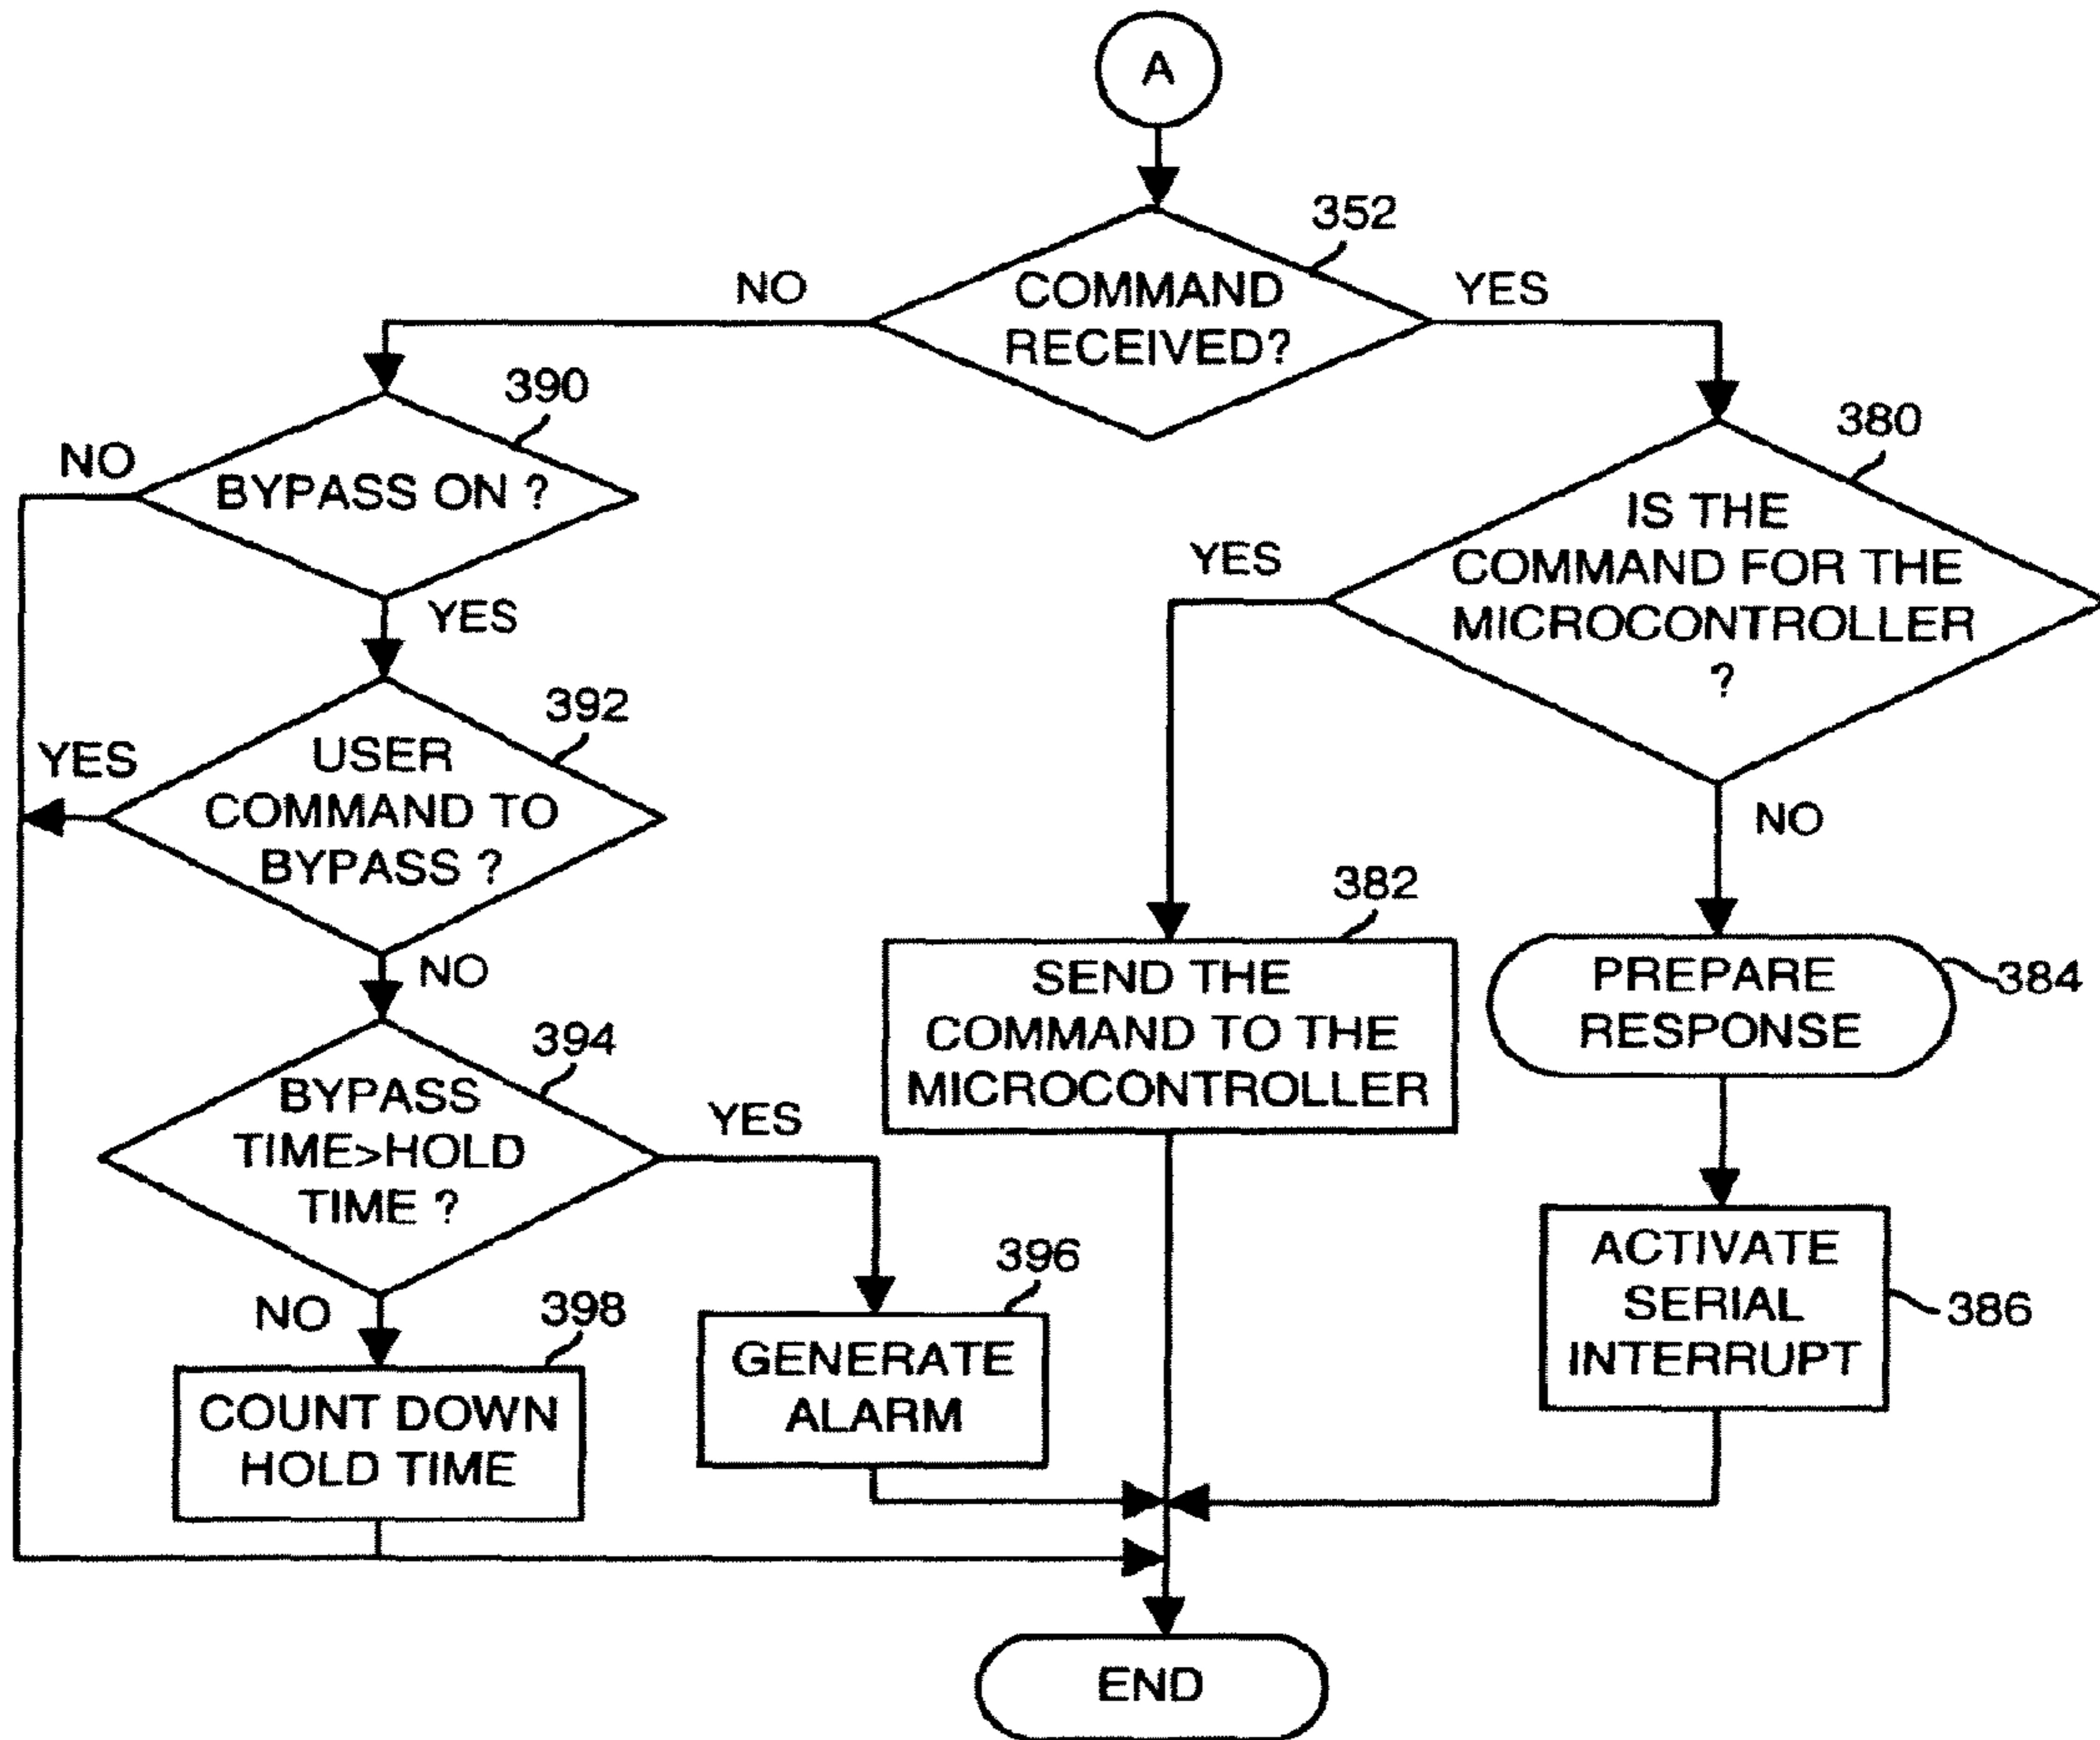 A
352
NO
COMMAND
RECEIVED?
YES
390
NO
BYPASS ON ?
YES
380
IS THE
COMMAND FOR THE
MICROCONTROLLER
?
YES
NO
392
YES
USER
COMMAND TO
BYPASS ?
NO
382
SEND THE
COMMAND TO THE
MICROCONTROLLER
PREPARE
RESPONSE
384
394
BYPASS
TIME>HOLD
TIME ?
YES
NO
396
GENERATE
ALARM
398
COUNT DOWN
HOLD TIME
ACTIVATE
SERIAL
INTERRUPT
386
END